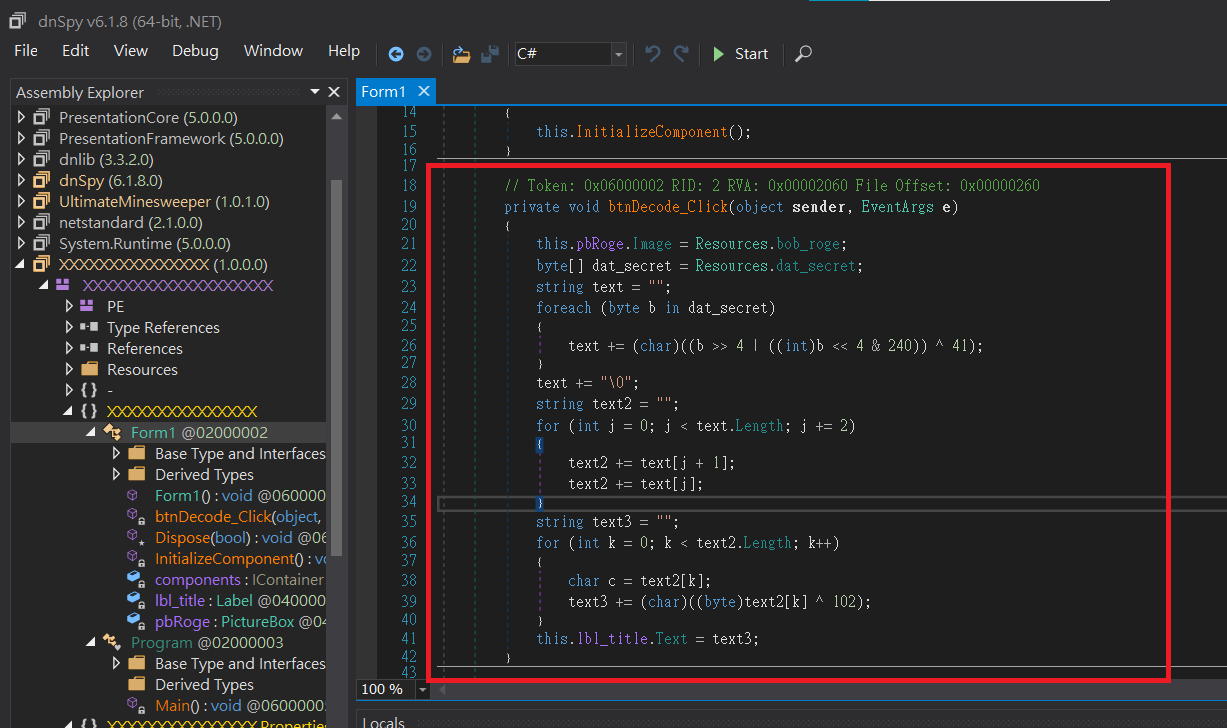 dnSpy v6.1.8 (64-bit, .NET)
File Edit View Debug Window Help C# Start
Assembly Explorer
PresentationCore (5.0.0.0)
PresentationFramework (5.0.0.0)
dnlib (3.3.2.0)
dnSpy (6.1.8.0)
UltimateMinesweeper (1.0.1.0)
netstandard (2.1.0.0)
System.Runtime (5.0.0.0)
XXXXXXXXXXXXXXX (1.0.0.0)
XXXXXXXXXXXXXXXXXXX
PE
Type References
References
Resources
{ } -
{ } XXXXXXXXXXXXXXX
Form1 @02000002
Base Type and Interfaces
Derived Types
Form1() : void @060000
btnDecode_Click(object,
Dispose(bool) : void @06
InitializeComponent() : vo
components : IContainer
lbl_title : Label @040000
pbRoge : PictureBox @04
Program @02000003
Base Type and Interfaces
Derived Types
Main() : void @0600000
{ } XXXXXXXXXXXXXXX.Propertie
Form1
14 {
15 this.InitializeComponent();
16 }
17
18 // Token: 0x06000002 RID: 2 RVA: 0x00002060 File Offset: 0x00000260
19 private void btnDecode_Click(object sender, EventArgs e)
20 {
21 this.pbRoge.Image = Resources.bob_roge;
22 byte[] dat_secret = Resources.dat_secret;
23 string text = "";
24 foreach (byte b in dat_secret)
25 {
26 text += (char)((b >> 4 | ((int)b << 4 & 240)) ^ 41);
27 }
28 text += "\0";
29 string text2 = "";
30 for (int j = 0; j < text.Length; j += 2)
31 {
32 text2 += text[j + 1];
33 text2 += text[j];
34 }
35 string text3 = "";
36 for (int k = 0; k < text2.Length; k++)
37 {
38 char c = text2[k];
39 text3 += (char)((byte)text2[k] ^ 102);
40 }
41 this.lbl_title.Text = text3;
42 }
43
100 %
Locals